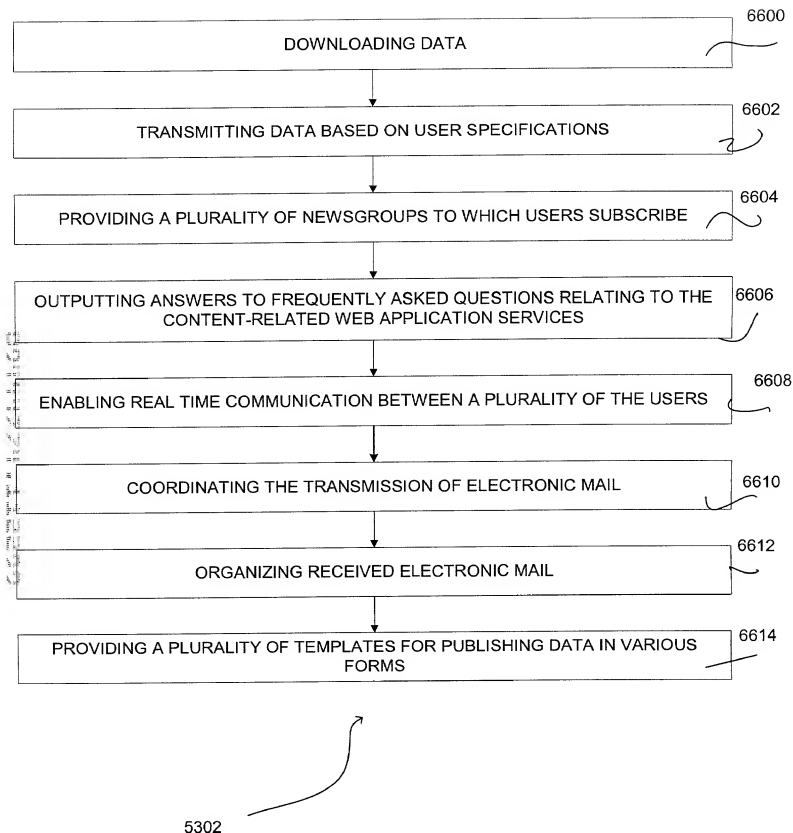 6600
DOWNLOADING DATA
6602
TRANSMITTING DATA BASED ON USER SPECIFICATIONS
6604
PROVIDING A PLURALITY OF NEWSGROUPS TO WHICH USERS SUBSCRIBE
6606
OUTPUTTING ANSWERS TO FREQUENTLY ASKED QUESTIONS RELATING TO THE
CONTENT-RELATED WEB APPLICATION SERVICES
6608
ENABLING REAL TIME COMMUNICATION BETWEEN A PLURALITY OF THE USERS
6610
COORDINATING THE TRANSMISSION OF ELECTRONIC MAIL
6612
ORGANIZING RECEIVED ELECTRONIC MAIL
6614
PROVIDING A PLURALITY OF TEMPLATES FOR PUBLISHING DATA IN VARIOUS
FORMS
5302